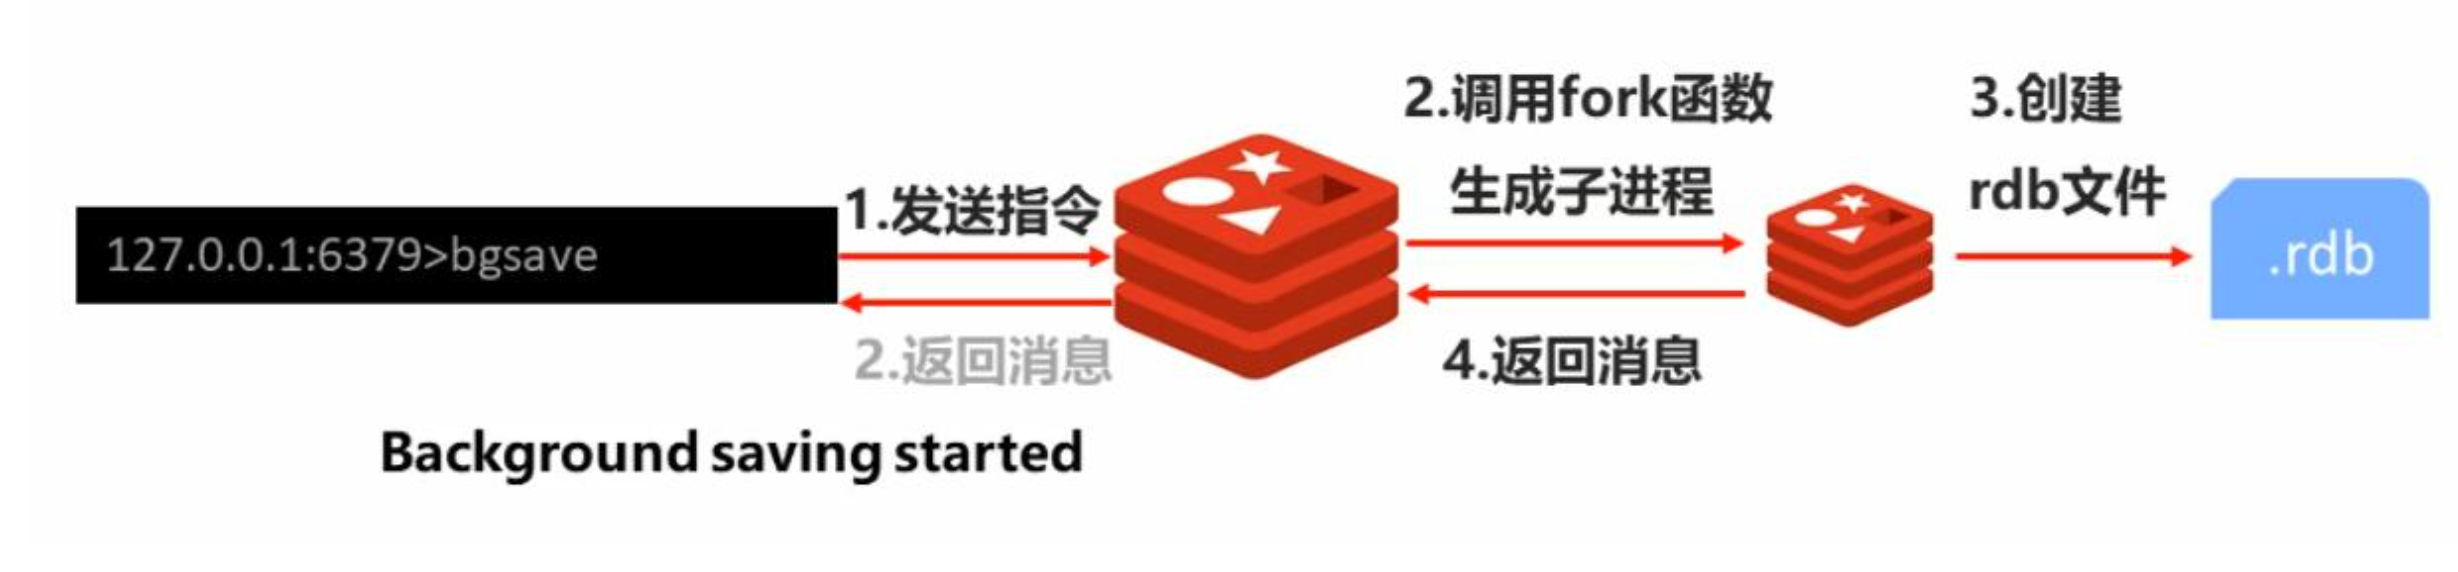 127.0.0.1:6379>bgsave
1.发送指令
2.返回消息
Background saving started
2.调用fork函数
生成子进程
4.返回消息
3.创建
rdb文件
.rdb